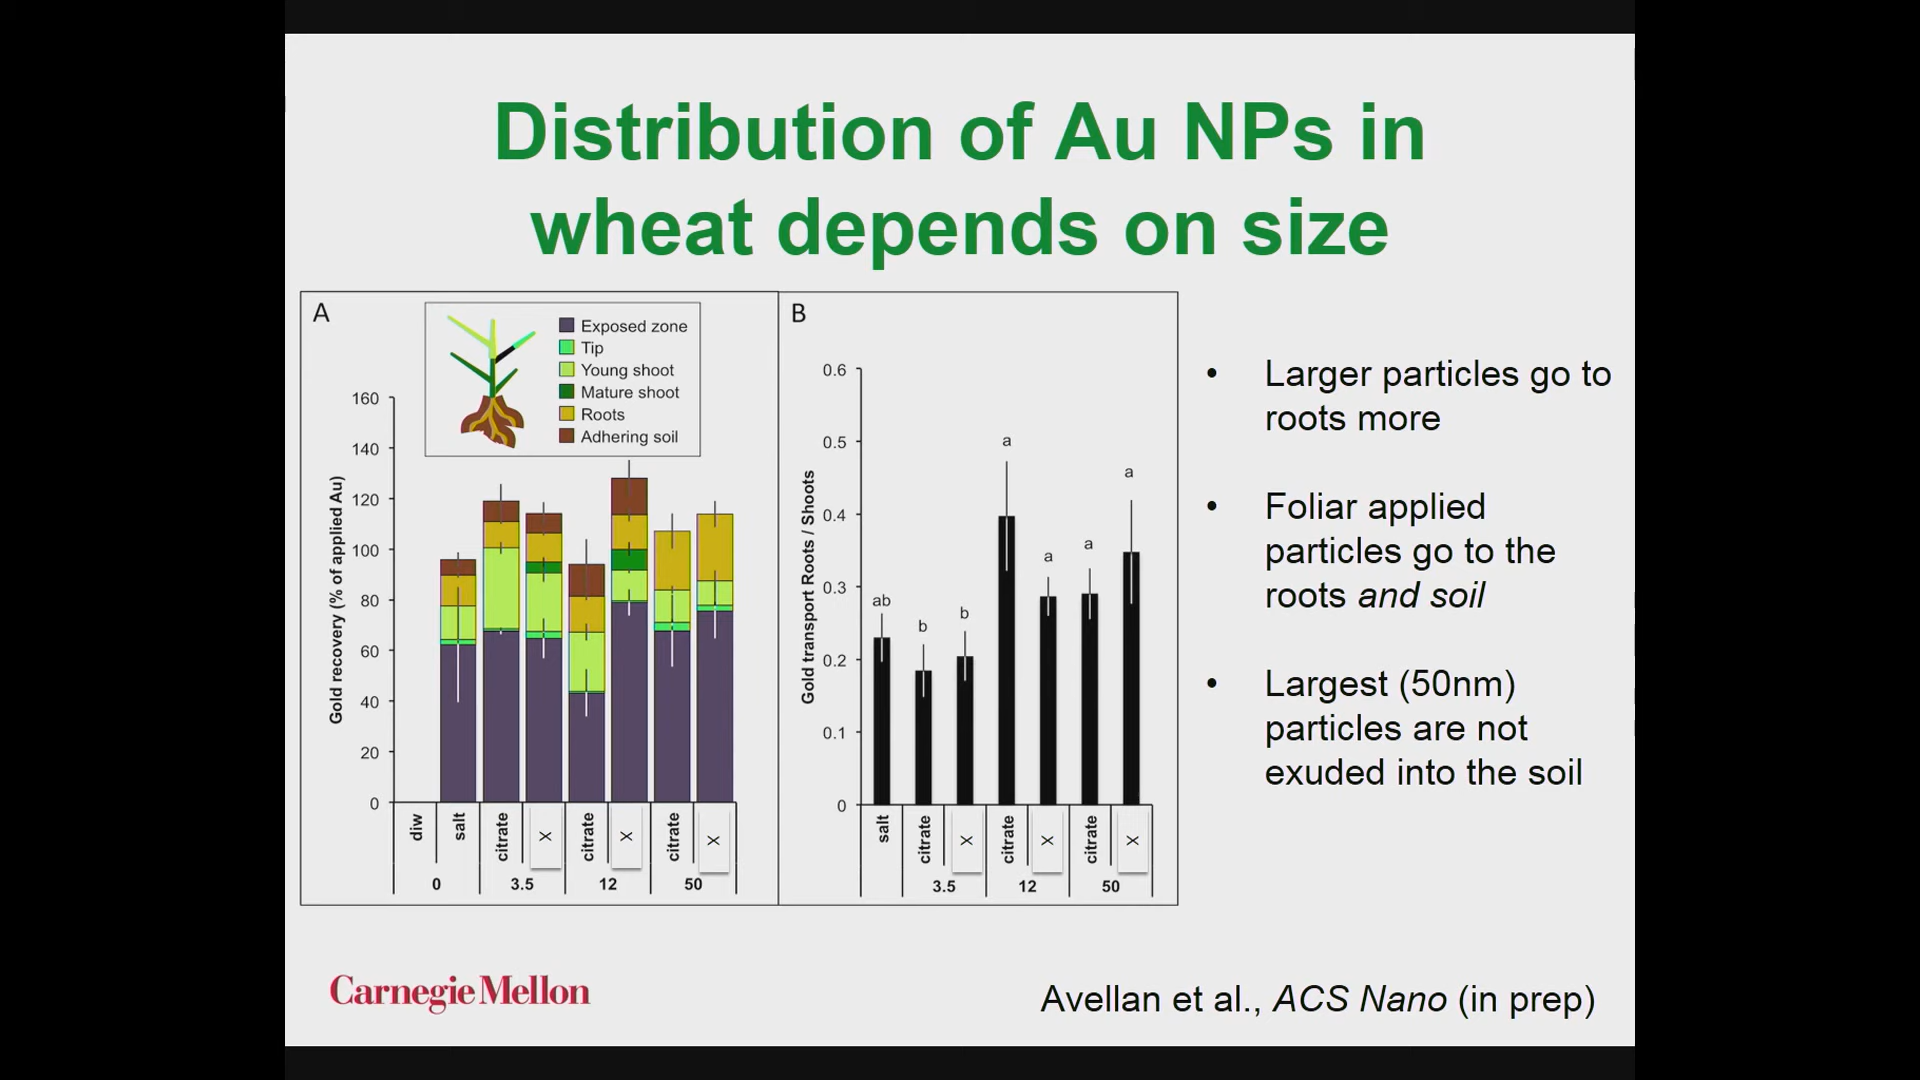 Distribution of Au NPs in
wheat depends on size
A
Exposed zone
Tip
Young shoot
Mature shoot
Roots
Adhering soil
Gold recovery (% of applied Au)
160
140
120
100
80
60
40
20
0
diw
salt
citrate
X
citrate
X
citrate
X
0
3.5
12
50
B
Gold transport Roots / Shoots
0.6
0.5
0.4
0.3
0.2
0.1
0
ab
b
b
a
a
a
a
salt
citrate
X
citrate
X
citrate
X
3.5
12
50
• Larger particles go to
roots more
• Foliar applied
particles go to the
roots and soil
• Largest (50nm)
particles are not
exuded into the soil
Carnegie Mellon
Avellan et al., ACS Nano (in prep)